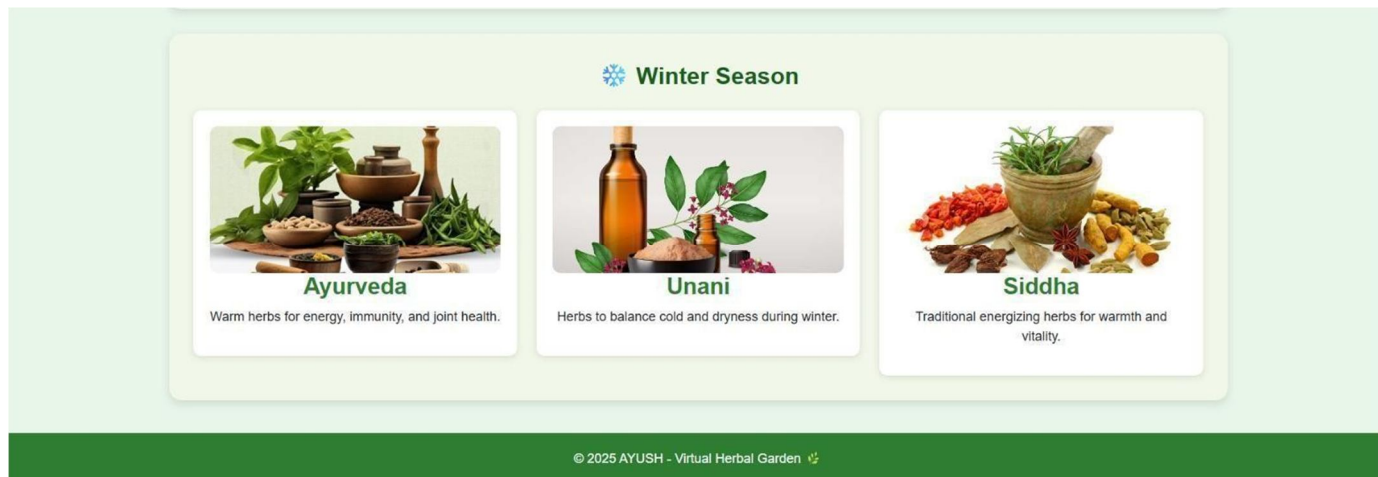 ❄️ Winter Season
Ayurveda
Warm herbs for energy, immunity, and joint health.
Unani
Herbs to balance cold and dryness during winter.
Siddha
Traditional energizing herbs for warmth and
vitality.
© 2025 AYUSH - Virtual Herbal Garden 🌿